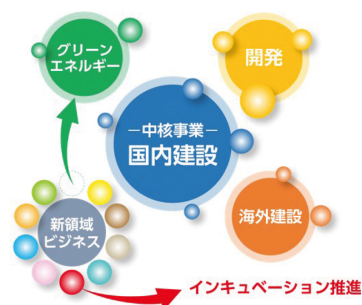 グリーン
エネルギー
開発
－中核事業－
国内建設
新領域
ビジネス
海外建設
インキュベーション推進